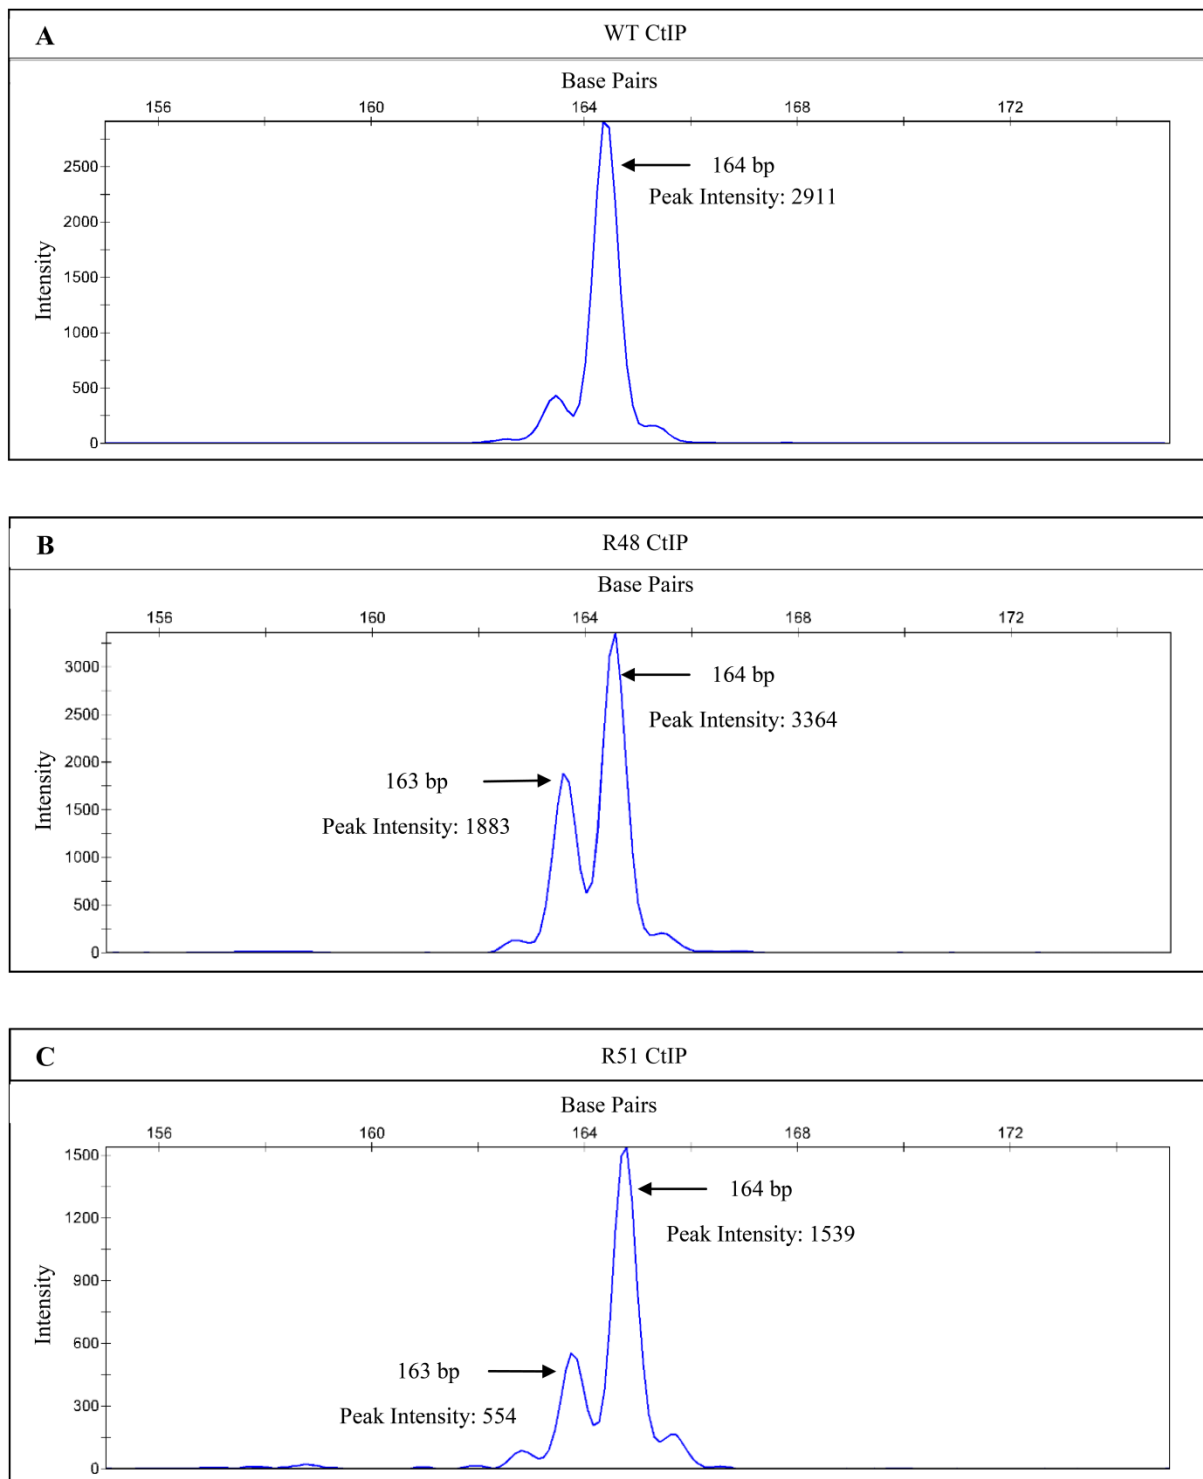 A
WT CtIP
Base Pairs
156 160 164 168 172
2500
2000
1500
1000
500
0
Intensity
164 bp
Peak Intensity: 2911
B
R48 CtIP
Base Pairs
156 160 164 168 172
3000
2500
2000
1500
1000
500
0
Intensity
164 bp
Peak Intensity: 3364
163 bp
Peak Intensity: 1883
C
R51 CtIP
Base Pairs
156 160 164 168 172
1500
1200
900
600
300
0
Intensity
164 bp
Peak Intensity: 1539
163 bp
Peak Intensity: 554